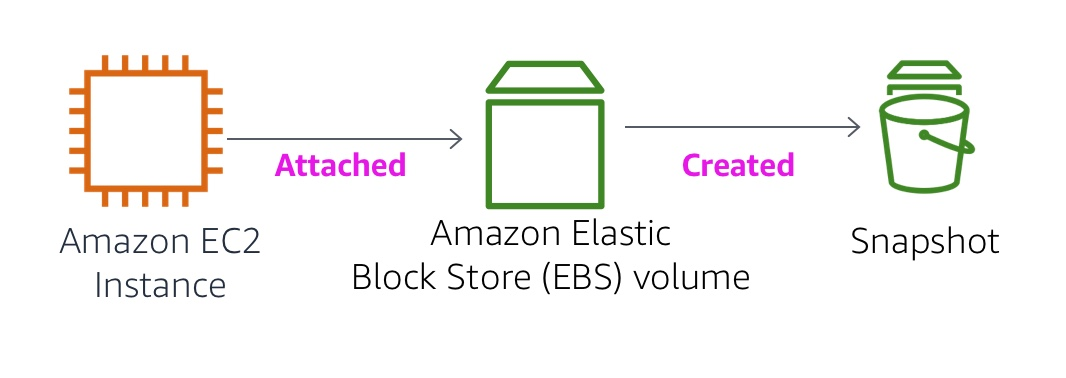 Attached
Created
Amazon EC2
Instance
Amazon Elastic
Block Store (EBS) volume
Snapshot